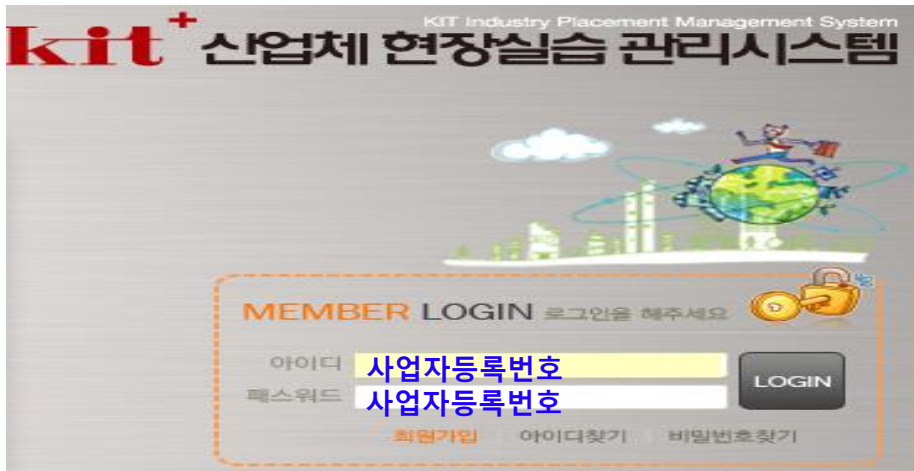 KIT Industry Placement Management System
kit+ 산업체 현장실습 관리시스템
MEMBER LOGIN 로그인을 해주세요
아이디 사업자등록번호
패스워드 사업자등록번호
LOGIN
회원가입 아이디찾기 비밀번호찾기